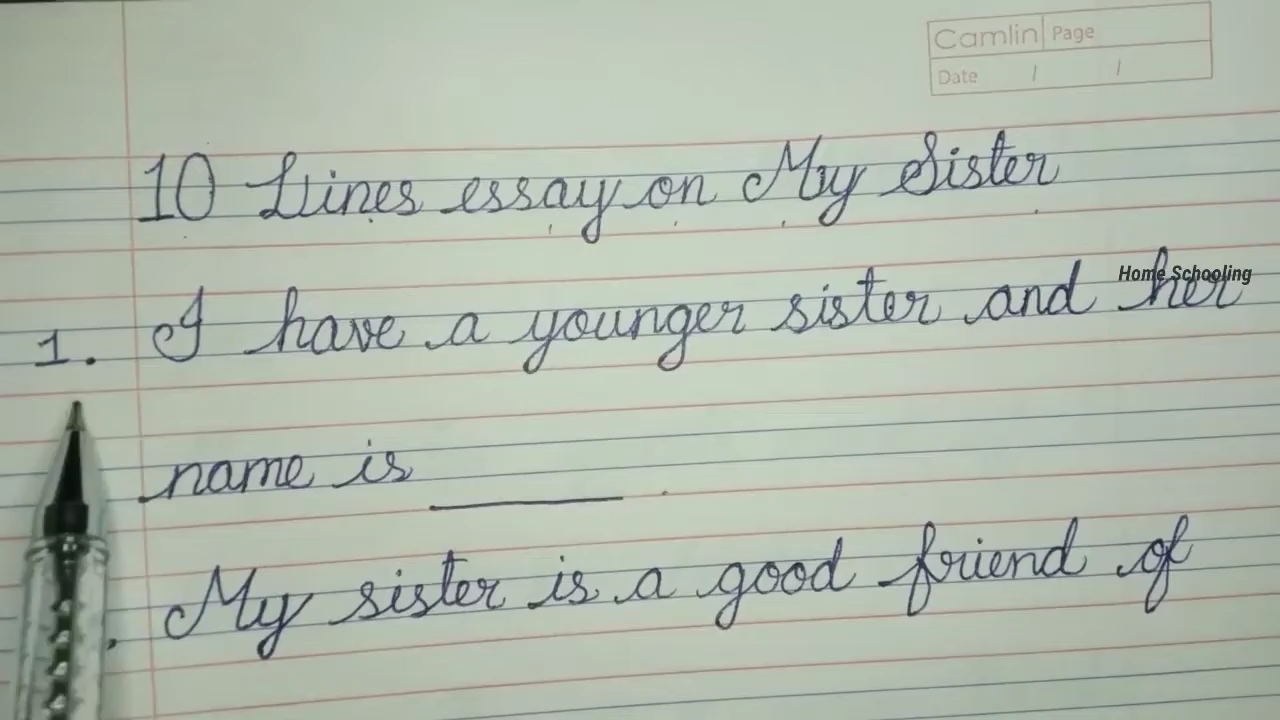 Camlin Page
Date / /
10 Lines essay on My Sister
Home Schooling
1. I have a younger sister and her
name is ______.
. My sister is a good friend of